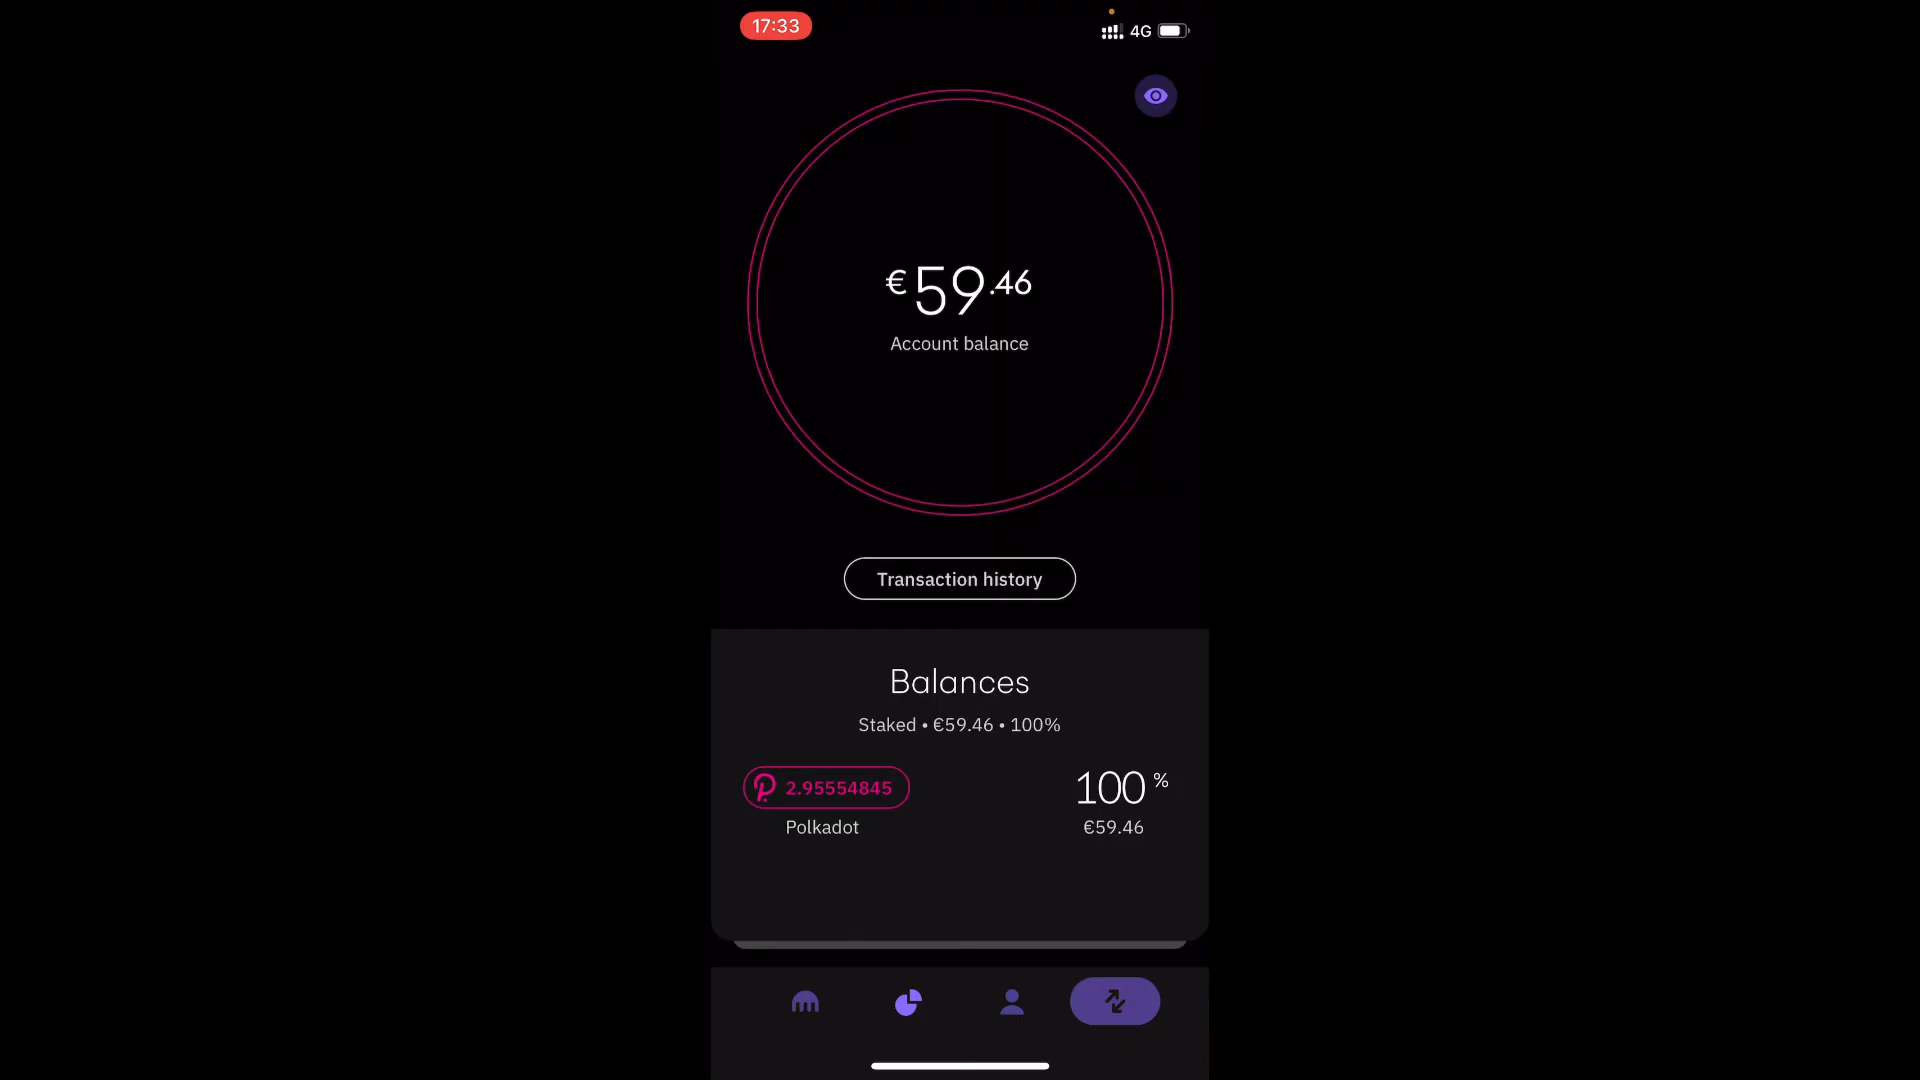 17:33
4G
€59.46
Account balance
Transaction history
Balances
Staked • €59.46 • 100%
2.95554845
100 %
Polkadot
€59.46